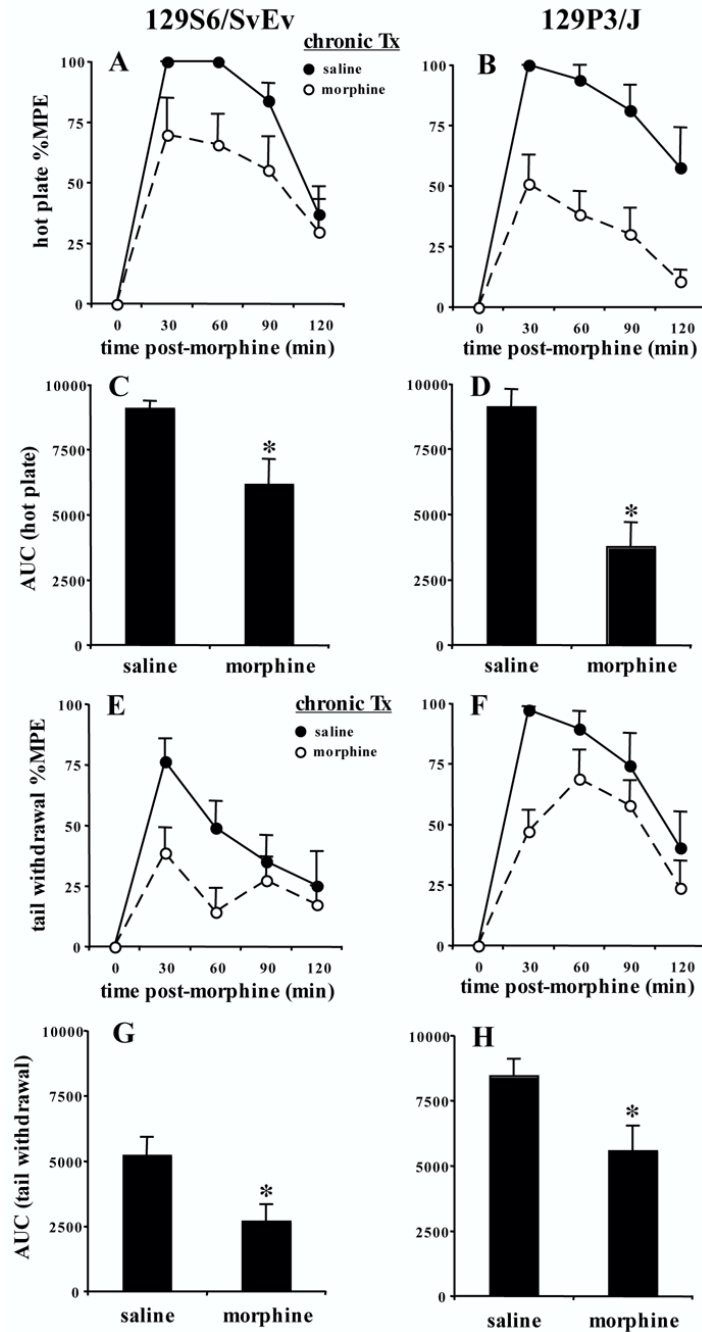 129S6/SvEv 129P3/J
chronic Tx
saline
morphine
A
B
hot plate %MPE
100
75
50
25
0
100
75
50
25
0
0 30 60 90 120
0 30 60 90 120
time post-morphine (min)
time post-morphine (min)
C
D
AUC (hot plate)
10000
7500
5000
2500
0
10000
7500
5000
2500
0
*
*
saline morphine
saline morphine
chronic Tx
saline
morphine
E
F
tail withdrawal %MPE
100
75
50
25
0
100
75
50
25
0
0 30 60 90 120
0 30 60 90 120
time post-morphine (min)
time post-morphine (min)
G
H
AUC (tail withdrawal)
10000
7500
5000
2500
0
10000
7500
5000
2500
0
*
*
saline morphine
saline morphine